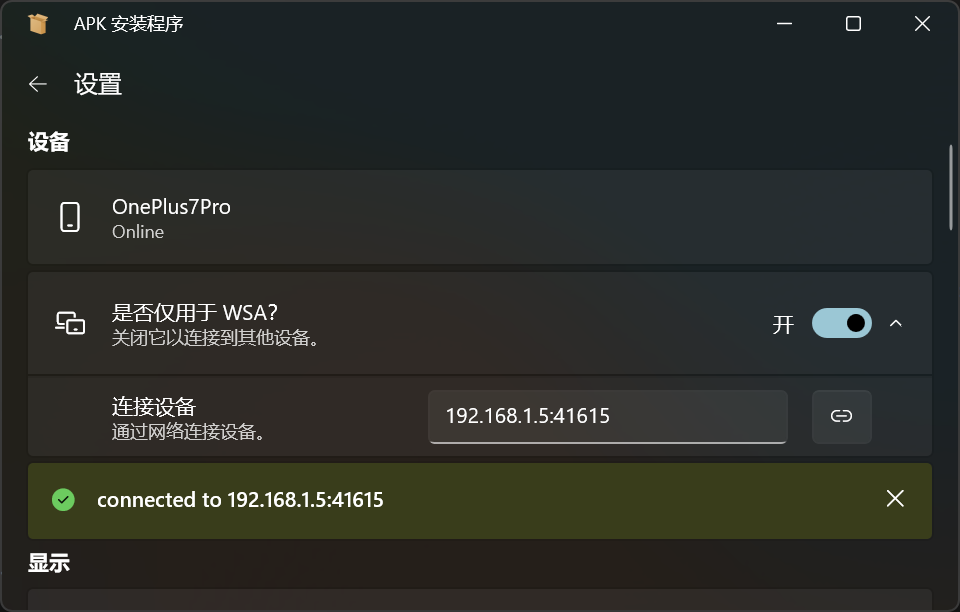 APK 安装程序
设置
设备
OnePlus7Pro
Online
是否仅用于 WSA?
关闭它以连接到其他设备。
开
连接设备
通过网络连接设备。
192.168.1.5:41615
connected to 192.168.1.5:41615
显示